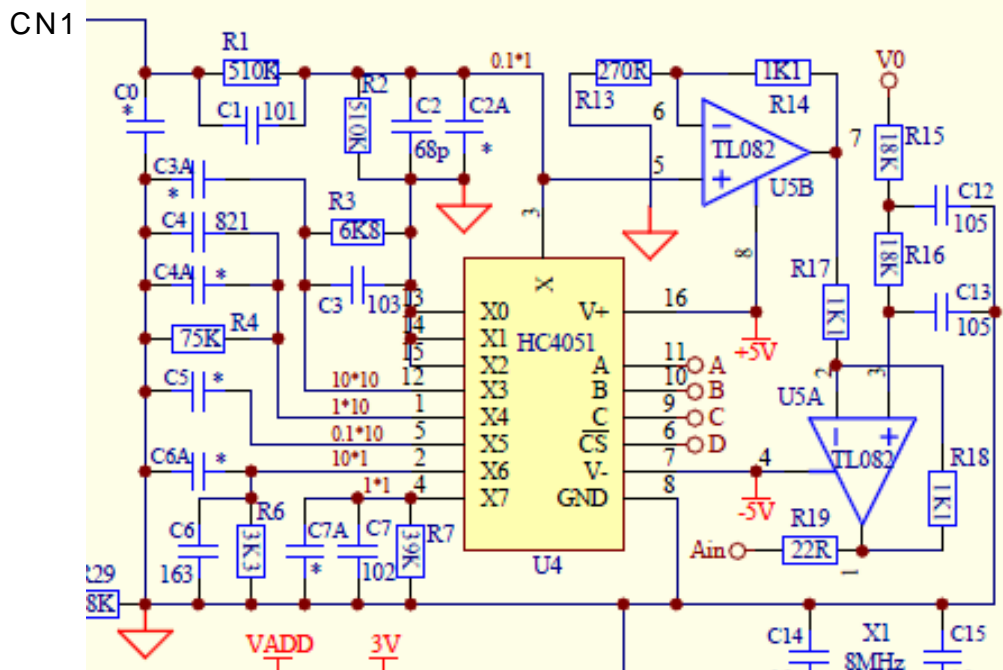 CN1
R1
510K
C1 101
C0
*
R2
510K
C2
68p
C2A
*
0.1*1
270R
R13
1K1
R14
6
5
7
TL082
U5B
8
V0
R15
18K
C12
105
R16
18K
C13
105
C3A
*
C4 821
C4A *
R4
75K
C5 *
C6A *
R3
6K8
C3 103
3
X
HC4051
U4
13 X0
14 X1
15 X2
10*10 12 X3
1*10 1 X4
0.1*10 5 X5
10*1 2 X6
1*1 4 X7
V+ 16
A 11 A
B 10 B
C 9 C
CS 6 D
V- 7
GND 8
+5V
-5V
4
R17
1K1
2
3
U5A
TL082
R18
1K1
R19
22R
Ain
1
C6
163
R6
3K3
C7A
*
C7
102
R7
39K
R29
8K
VADD
3V
C14
X1
8MHz
C15